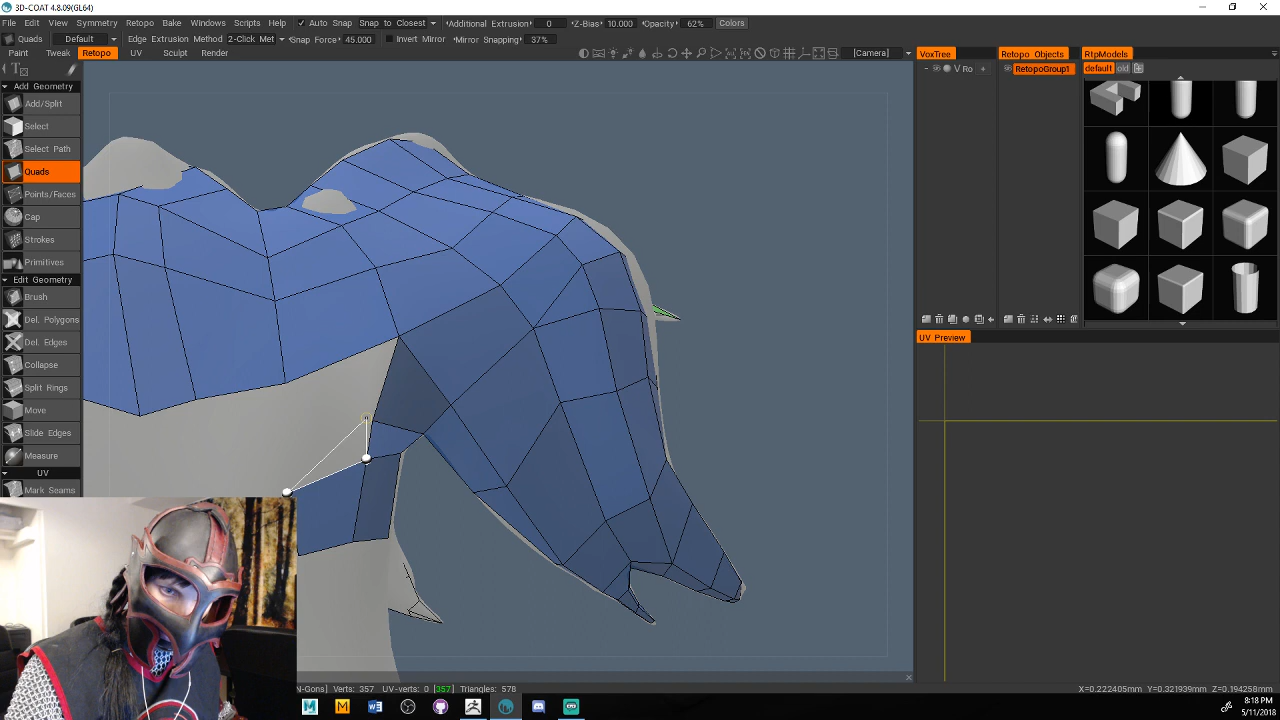 3D-COAT 4.8.09(GL64)
File Edit View Symmetry Retopo Bake Windows Scripts Help Auto Snap Snap to Closest Additional Extrusion 0 Z-Bias 10.000 Opacity 62% Colors
Quads Default Edge Extrusion Method 2-Click Met Snap Force 45.000 Invert Mirror Mirror Snapping 37%
Paint Tweak Retopo UV Sculpt Render [Camera]
VoxTree Retopo Objects RtpModels
V Ro + RetopoGroup1 default old
Add Geometry
Add/Split
Select
Select Path
Quads
Points/Faces
Cap
Strokes
Primitives
Edit Geometry
Brush
Del. Polygons
Del. Edges
Collapse
Split Rings
Move
Slide Edges
Measure
UV
Mark Seams
UV Preview
N-Gons] Verts: 357 UV-verts: 0 [357] Triangles: 578 X=0.222405mm Y=0.321939mm Z=0.194258mm
8:18 PM
5/11/2018